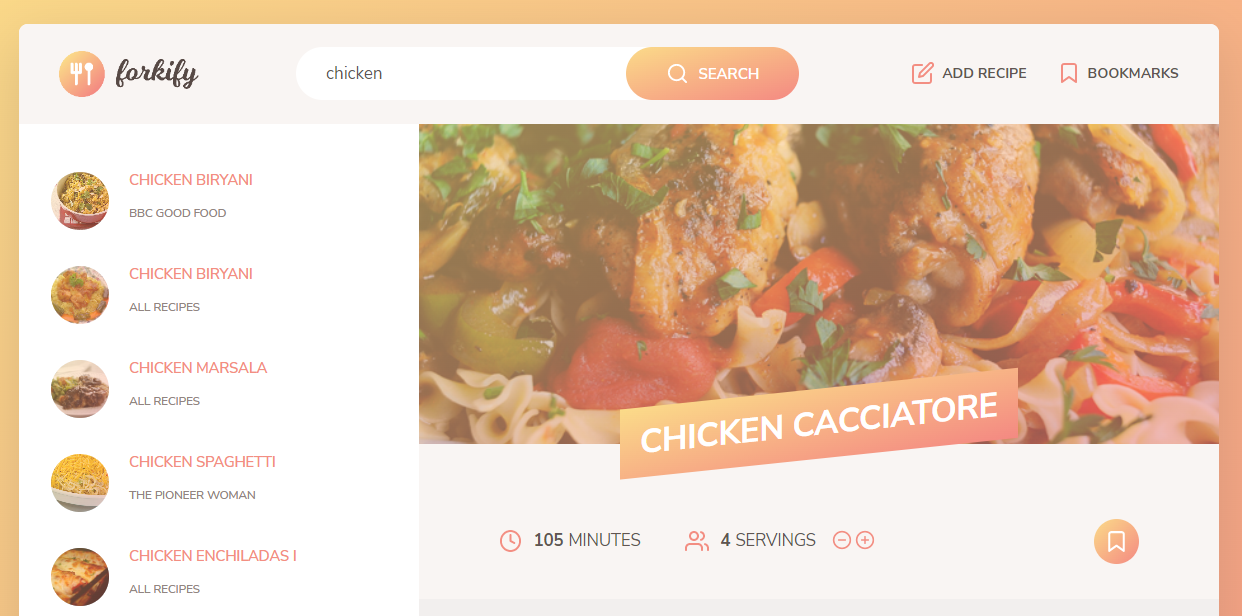 forkify
chicken
SEARCH
ADD RECIPE
BOOKMARKS
CHICKEN BIRYANI
BBC GOOD FOOD
CHICKEN BIRYANI
ALL RECIPES
CHICKEN MARSALA
ALL RECIPES
CHICKEN SPAGHETTI
THE PIONEER WOMAN
CHICKEN ENCHILADAS I
ALL RECIPES
CHICKEN CACCIATORE
105 MINUTES
4 SERVINGS